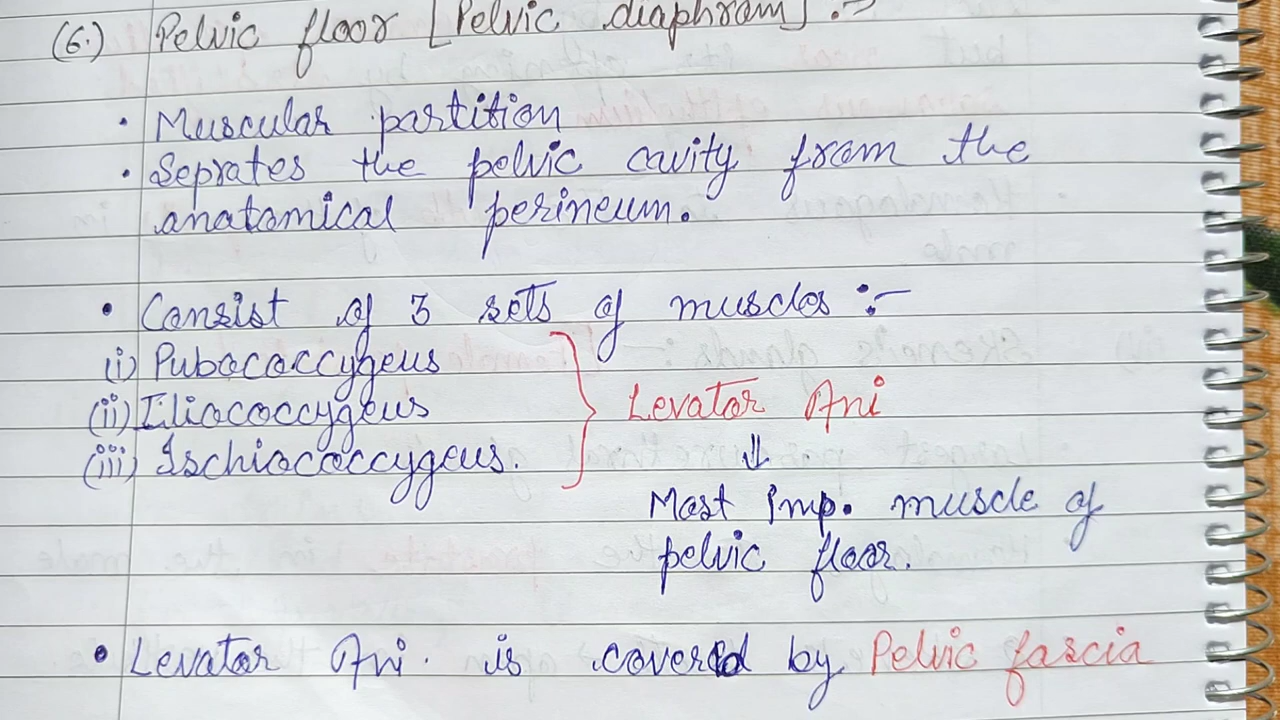 (6.) Pelvic floor [Pelvic diaphram] :->
• Muscular partition
• Seprates the pelvic cavity from the
anatomical perineum.
• Consist of 3 sets of muscles :-
(i) Pubococcygeus
(ii) Iliococcygeus
(iii) Ischiococcygeus.
} Levator Ani
⇓
Most Imp. muscle of
pelvic floor.
• Levator Ani. is covered by Pelvic fascia